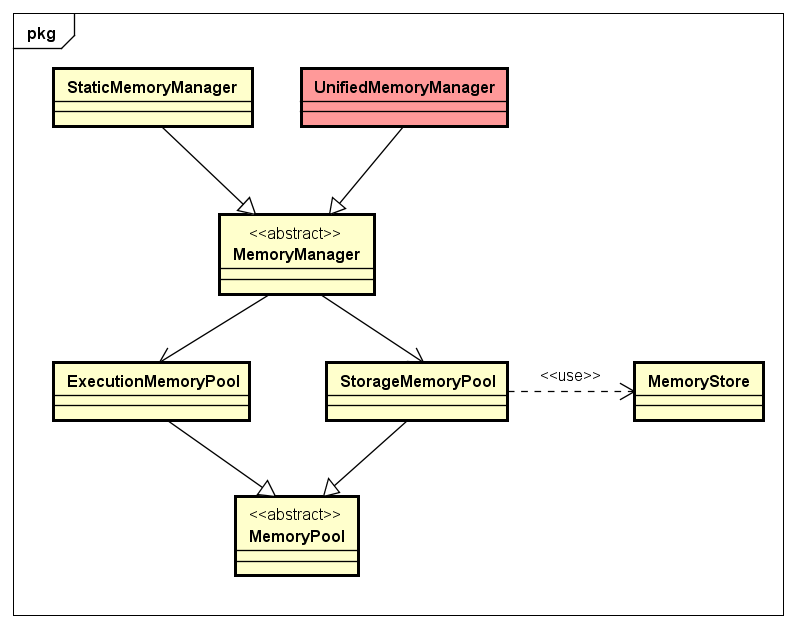 pkg
StaticMemoryManager
UnifiedMemoryManager
<<abstract>>
MemoryManager
ExecutionMemoryPool
StorageMemoryPool
<<use>>
MemoryStore
<<abstract>>
MemoryPool